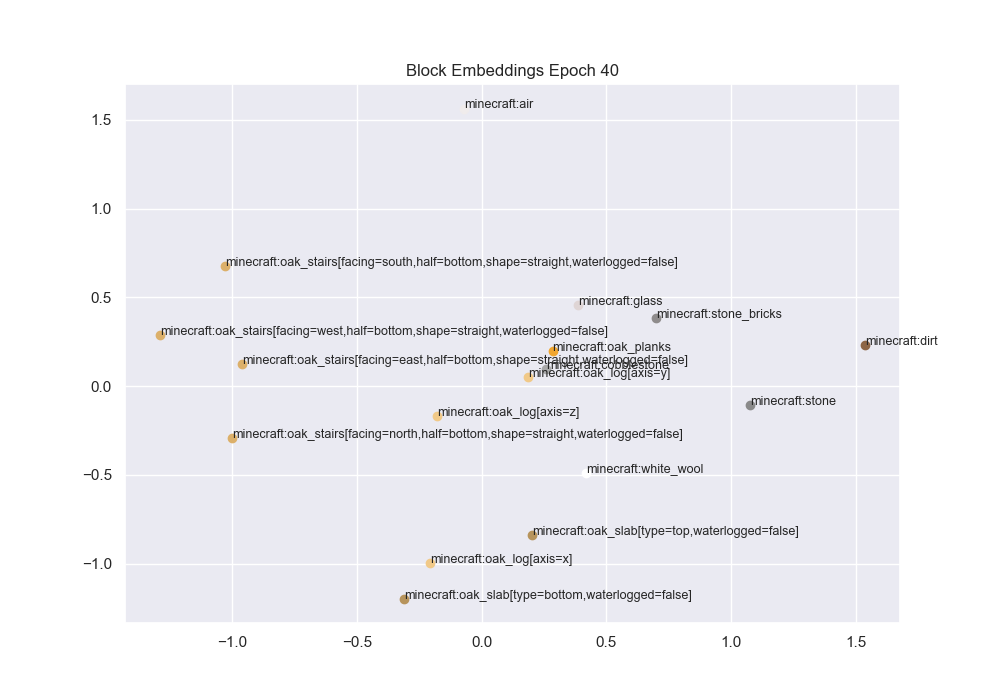 Block Embeddings Epoch 40
minecraft:air
1.5
1.0
minecraft:oak_stairs[facing=south,half=bottom,shape=straight,waterlogged=false]
0.5
minecraft:glass
minecraft:stone_bricks
minecraft:oak_stairs[facing=west,half=bottom,shape=straight,waterlogged=false]
minecraft:dirt
minecraft:oak_planks
minecraft:oak_stairs[facing=east,half=bottom,shape=straight,waterlogged=false]
minecraft:cobblestone
minecraft:oak_log[axis=y]
0.0
minecraft:stone
minecraft:oak_log[axis=z]
minecraft:oak_stairs[facing=north,half=bottom,shape=straight,waterlogged=false]
minecraft:white_wool
−0.5
minecraft:oak_slab[type=top,waterlogged=false]
minecraft:oak_log[axis=x]
−1.0
minecraft:oak_slab[type=bottom,waterlogged=false]
−1.0 −0.5 0.0 0.5 1.0 1.5